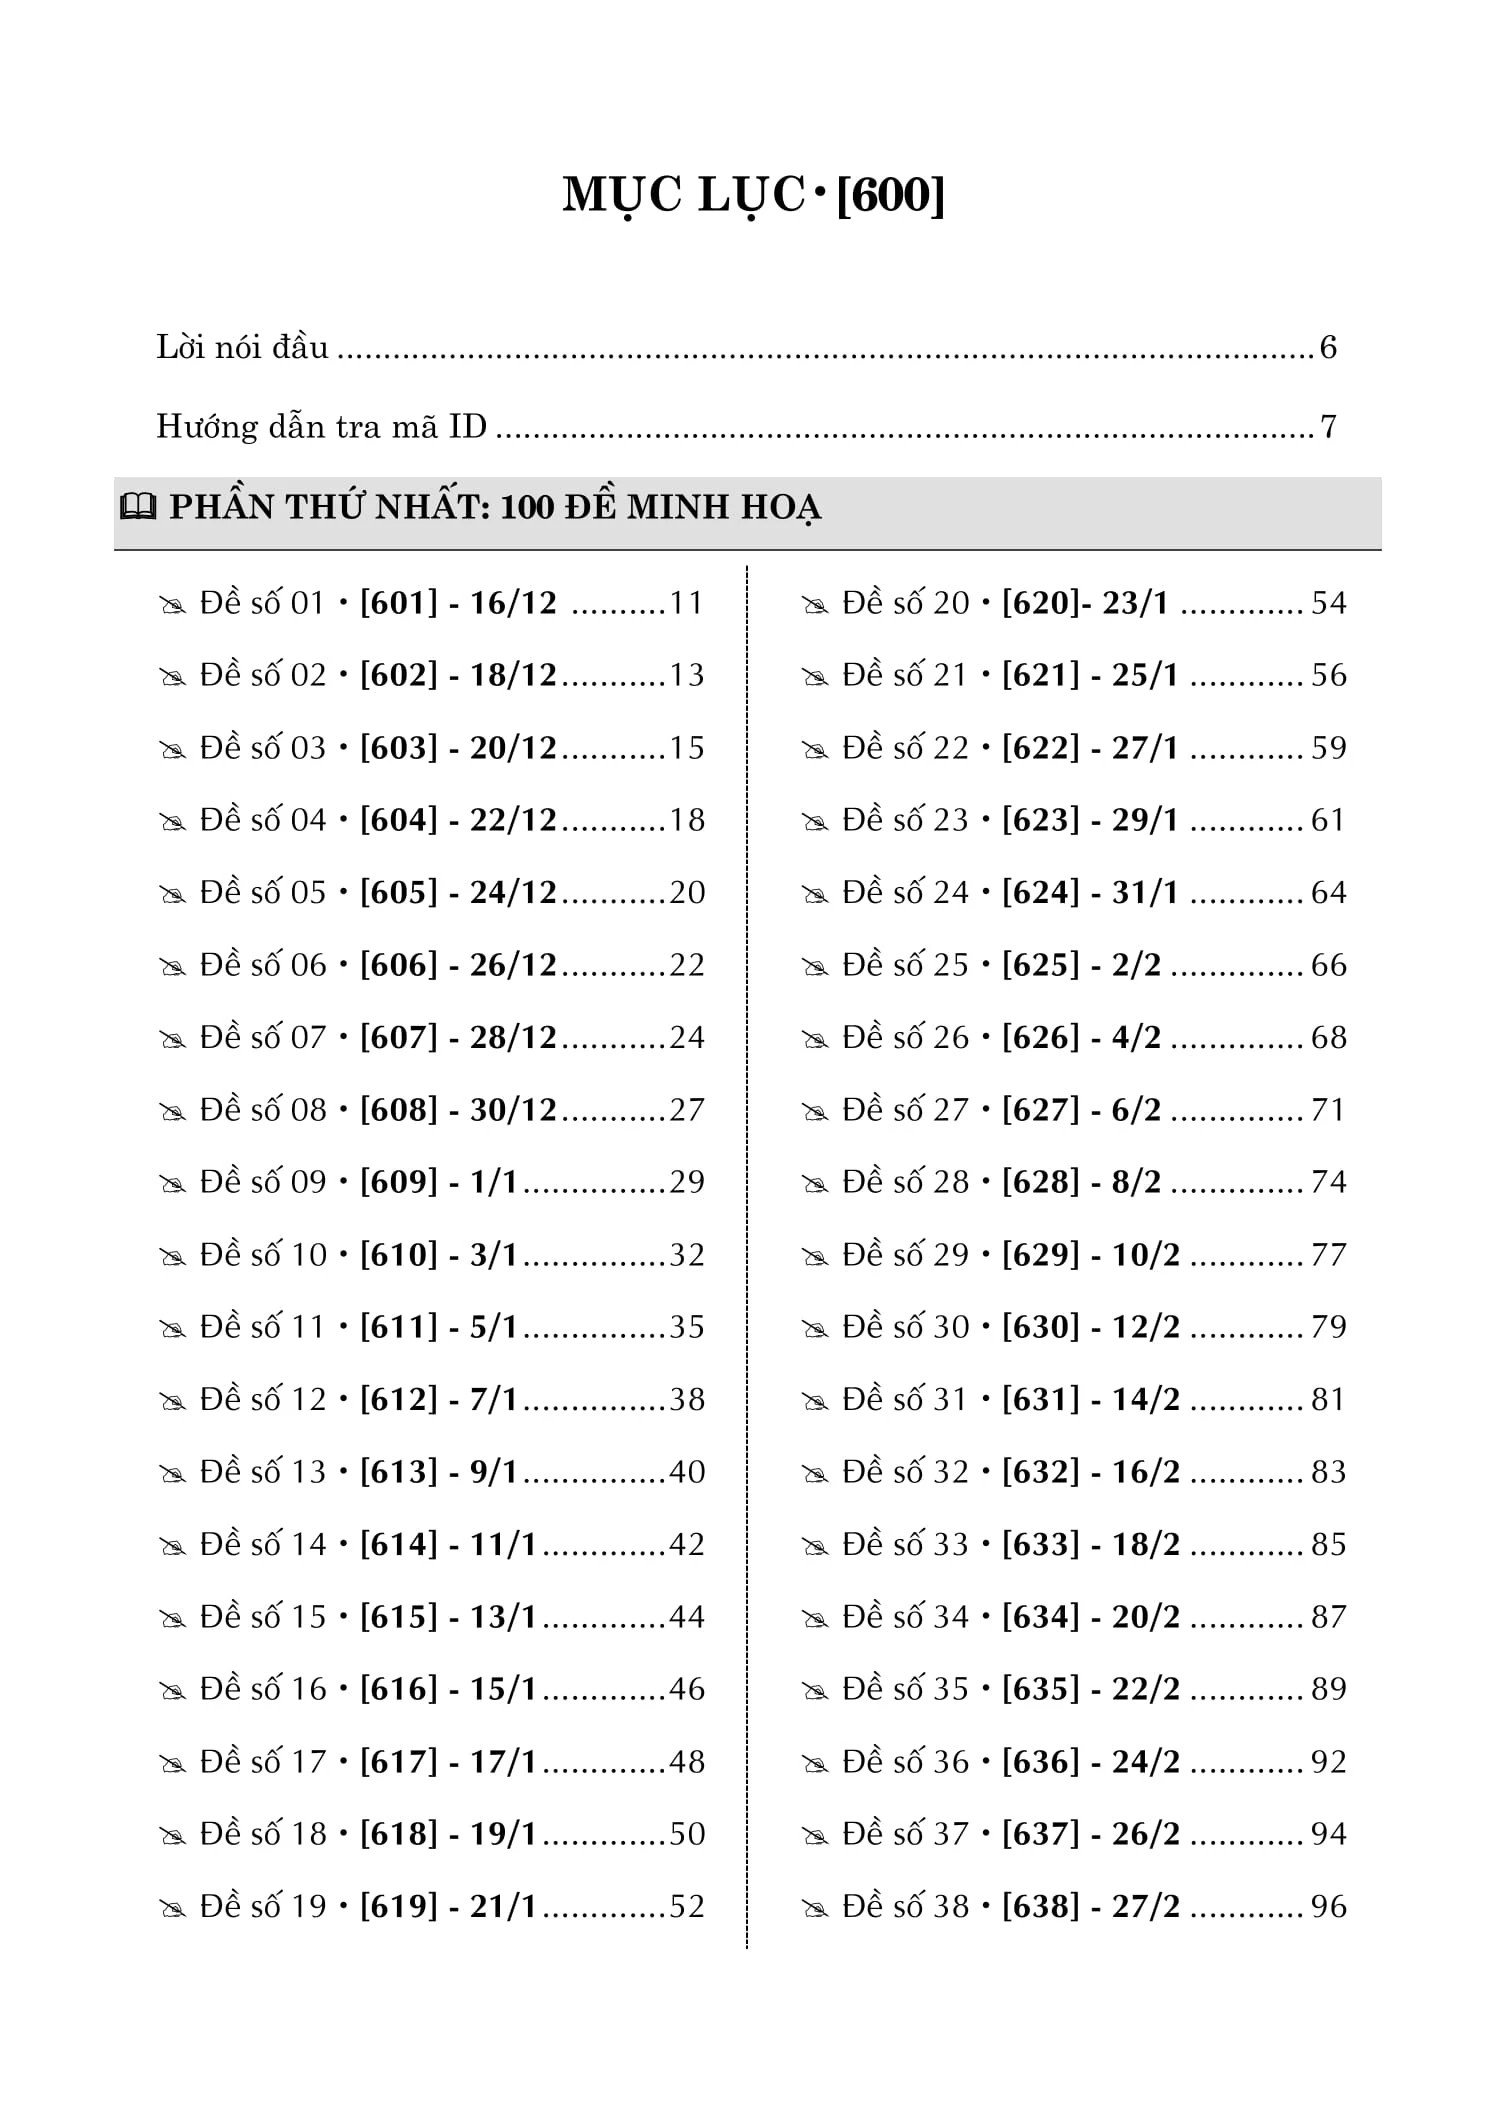 MỤC LỤC•[600]
Lời nói đầu ........................................................................................................ 6
Hướng dẫn tra mã ID ....................................................................................... 7
PHẦN THỨ NHẤT: 100 ĐỀ MINH HOẠ
Đề số 01 • [601] - 16/12 ..........11
Đề số 02 • [602] - 18/12...........13
Đề số 03 • [603] - 20/12...........15
Đề số 04 • [604] - 22/12...........18
Đề số 05 • [605] - 24/12...........20
Đề số 06 • [606] - 26/12...........22
Đề số 07 • [607] - 28/12...........24
Đề số 08 • [608] - 30/12...........27
Đề số 09 • [609] - 1/1...............29
Đề số 10 • [610] - 3/1...............32
Đề số 11 • [611] - 5/1...............35
Đề số 12 • [612] - 7/1...............38
Đề số 13 • [613] - 9/1...............40
Đề số 14 • [614] - 11/1.............42
Đề số 15 • [615] - 13/1.............44
Đề số 16 • [616] - 15/1.............46
Đề số 17 • [617] - 17/1.............48
Đề số 18 • [618] - 19/1.............50
Đề số 19 • [619] - 21/1.............52
Đề số 20 • [620]- 23/1 ............. 54
Đề số 21 • [621] - 25/1 ............ 56
Đề số 22 • [622] - 27/1 ............ 59
Đề số 23 • [623] - 29/1 ............ 61
Đề số 24 • [624] - 31/1 ............ 64
Đề số 25 • [625] - 2/2 .............. 66
Đề số 26 • [626] - 4/2 .............. 68
Đề số 27 • [627] - 6/2 .............. 71
Đề số 28 • [628] - 8/2 .............. 74
Đề số 29 • [629] - 10/2 ............ 77
Đề số 30 • [630] - 12/2 ............ 79
Đề số 31 • [631] - 14/2 ............ 81
Đề số 32 • [632] - 16/2 ............ 83
Đề số 33 • [633] - 18/2 ............ 85
Đề số 34 • [634] - 20/2 ............ 87
Đề số 35 • [635] - 22/2 ............ 89
Đề số 36 • [636] - 24/2 ............ 92
Đề số 37 • [637] - 26/2 ............ 94
Đề số 38 • [638] - 27/2 ............ 96